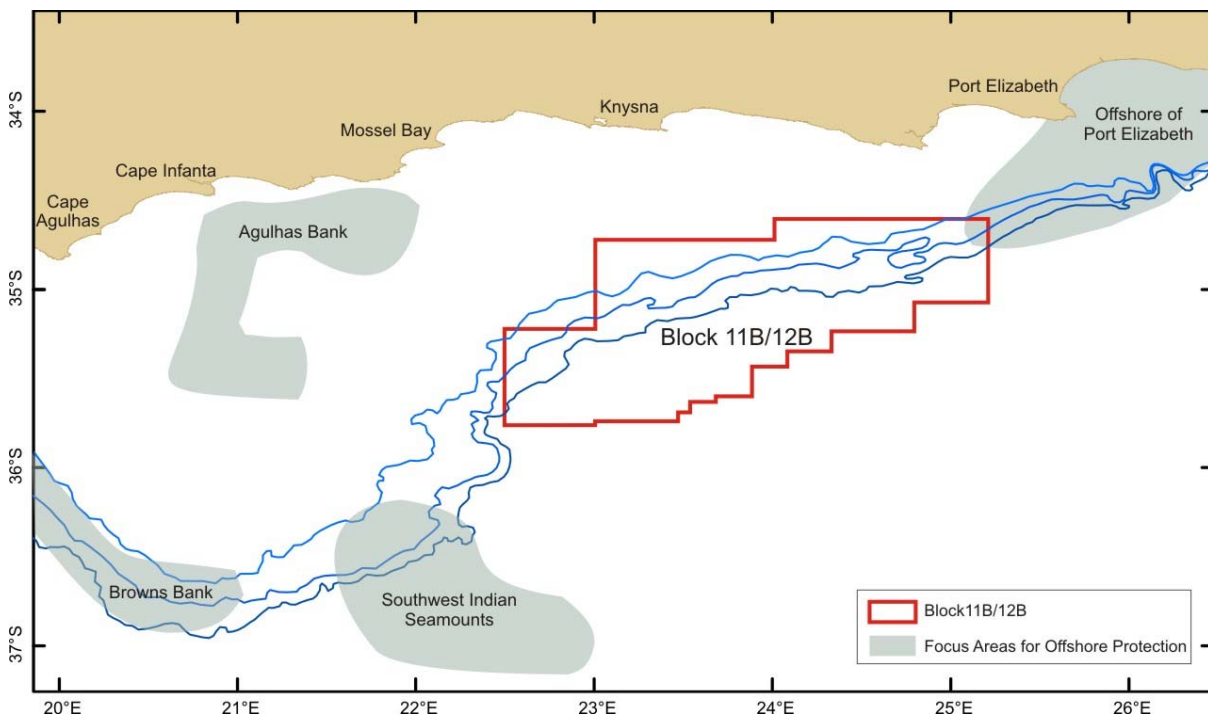 Port Elizabeth
Knysna
Mossel Bay
Cape Infanta
Cape
Agulhas
Offshore of
Port Elizabeth
Agulhas Bank
Block 11B/12B
Browns Bank
Southwest Indian
Seamounts
Block11B/12B
Focus Areas for Offshore Protection
34°S
35°S
36°S
37°S
20°E
21°E
22°E
23°E
24°E
25°E
26°E